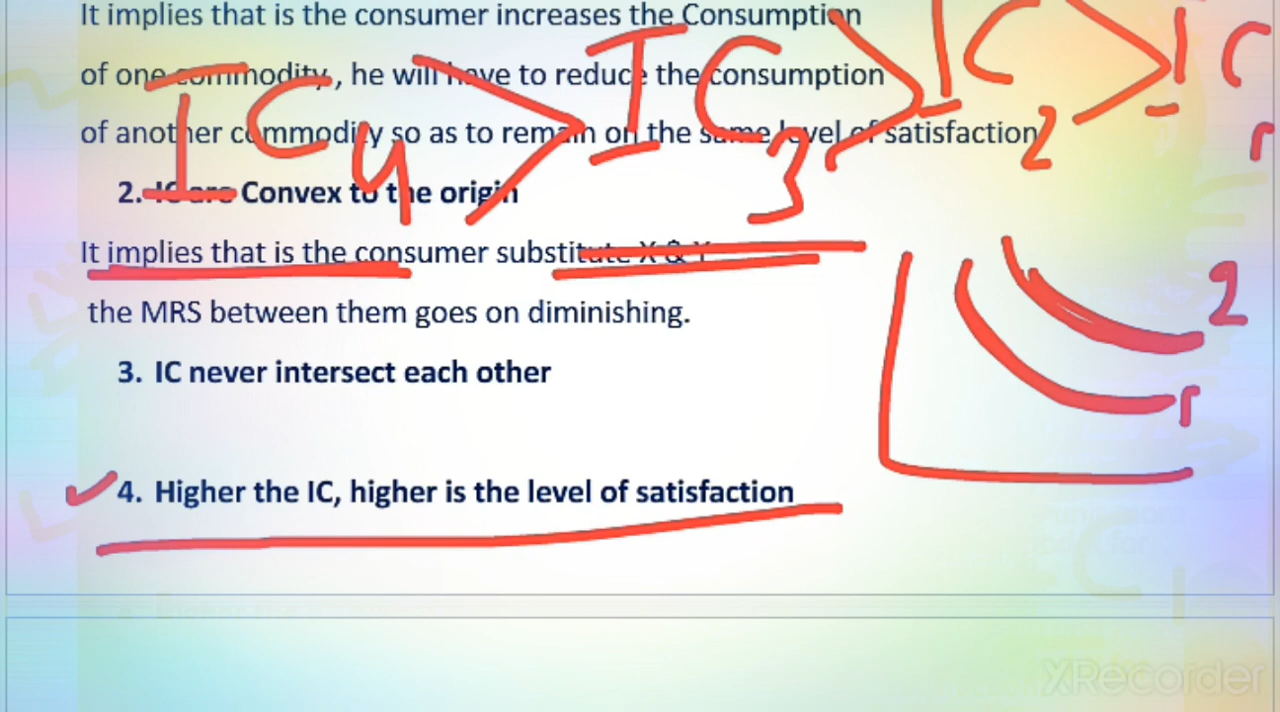 It implies that is the consumer increases the Consumption
of one commodity, he will have to reduce the consumption
of another commodity so as to remain on the same level of satisfaction
IC4 > IC3 > IC2 > IC1
2. IC are Convex to the origin
It implies that is the consumer substitute X & Y
the MRS between them goes on diminishing.
2
1
3. IC never intersect each other
4. Higher the IC, higher is the level of satisfaction
XRecorder